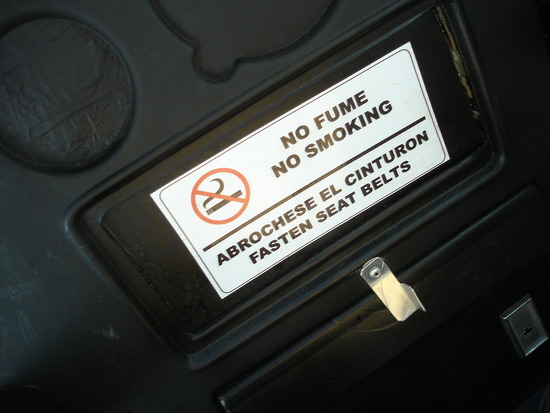 NO FUME
NO SMOKING
ABROCHESE EL CINTURON
FASTEN SEAT BELTS